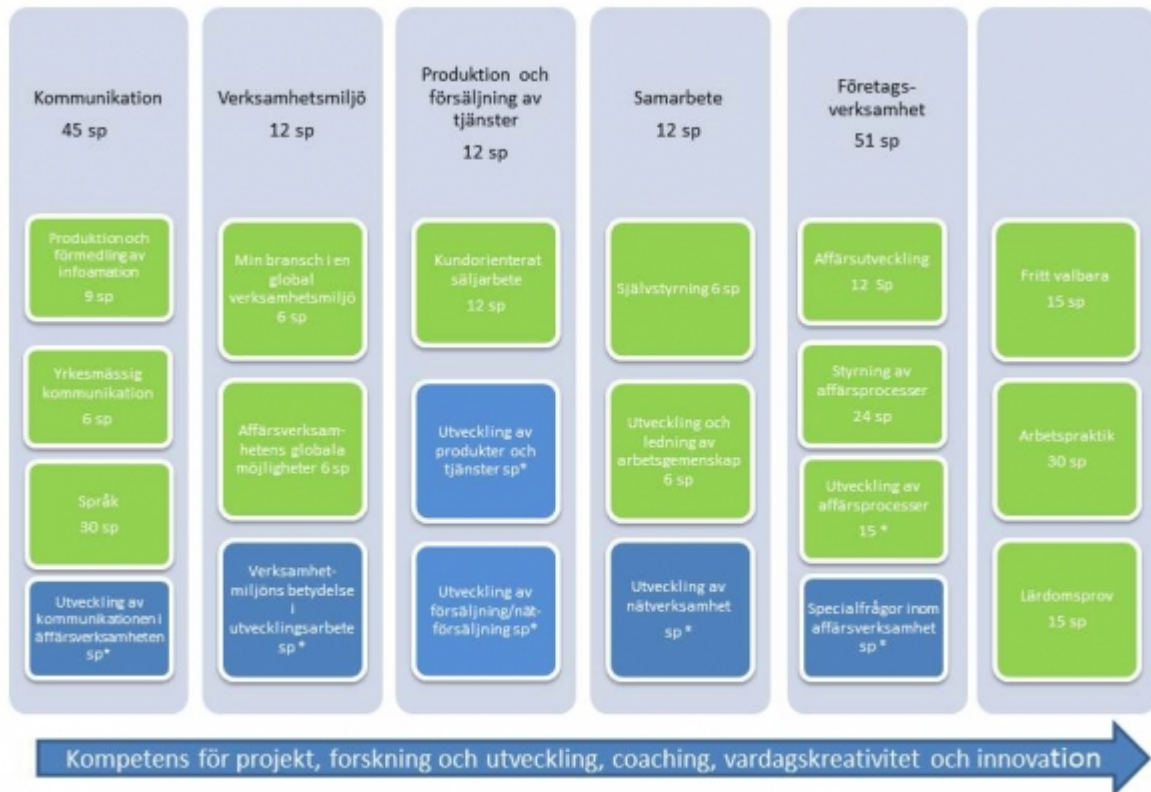 Kommunikation
45 sp
Produktion och
förmedling av
infoamation
9 sp
Yrkesmässig
kommunikation
6 sp
Språk
30 sp
Utveckling av
kommunikationen i
äffärsverksamheten
sp*
Verksamhetsmiljö
12 sp
Min bransch i en
global
verksamhetsmiljö
6 sp
Affärsverksam-
hetens globala
möjligheter 6 sp
Verksamhet-
miljöns betydelse
i
utvecklingsarbete
sp *
Produktion och
försäljning av
tjänster
12 sp
Kundorienterat
säljarbete
12 sp
Utveckling av
produkter och
tjänster sp*
Utveckling av
försäljning/nät-
försäljning sp*
Samarbete
12 sp
Självstyrning 6 sp
Utveckling och
ledning av
arbetsgemenskap
6 sp
Utveckling av
nätverksamhet
sp *
Företags-
verksamhet
51 sp
Affärsutveckling
12 Sp
Styrning av
affärsprocesser
24 sp
Utveckling av
affärsprocesser
15 *
Specialfrågor inom
affärsverksamhet
sp *
Fritt valbara
15 sp
Arbetspraktik
30 sp
Lärdomsprov
15 sp
Kompetens för projekt, forskning och utveckling, coaching, vardagskreativitet och innovation